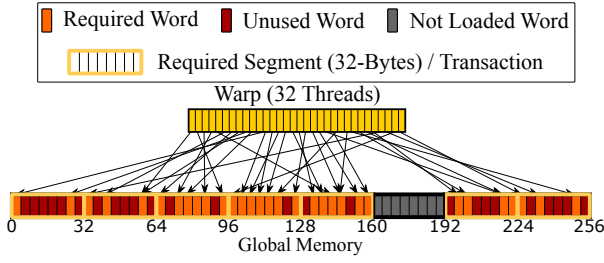 Required Word Unused Word Not Loaded Word
Required Segment (32-Bytes) / Transaction
Warp (32 Threads)
0 32 64 96 128 160 192 224 256
Global Memory